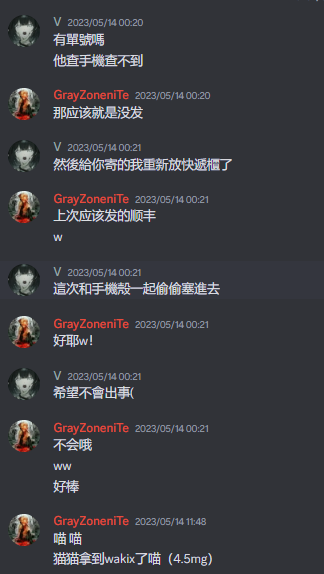 V 2023/05/14 00:20
有單號嗎
他查手機查不到
GrayZoneniTe 2023/05/14 00:20
那应该就是没发
V 2023/05/14 00:21
然後給你寄的我重新放快遞櫃了
GrayZoneniTe 2023/05/14 00:21
上次应该发的顺丰
w
V 2023/05/14 00:21
這次和手機殼一起偷偷塞進去
GrayZoneniTe 2023/05/14 00:21
好耶w!
V 2023/05/14 00:21
希望不會出事(
GrayZoneniTe 2023/05/14 00:21
不会哦
ww
好棒
GrayZoneniTe 2023/05/14 11:48
喵 喵
猫猫拿到wakix了喵（4.5mg）